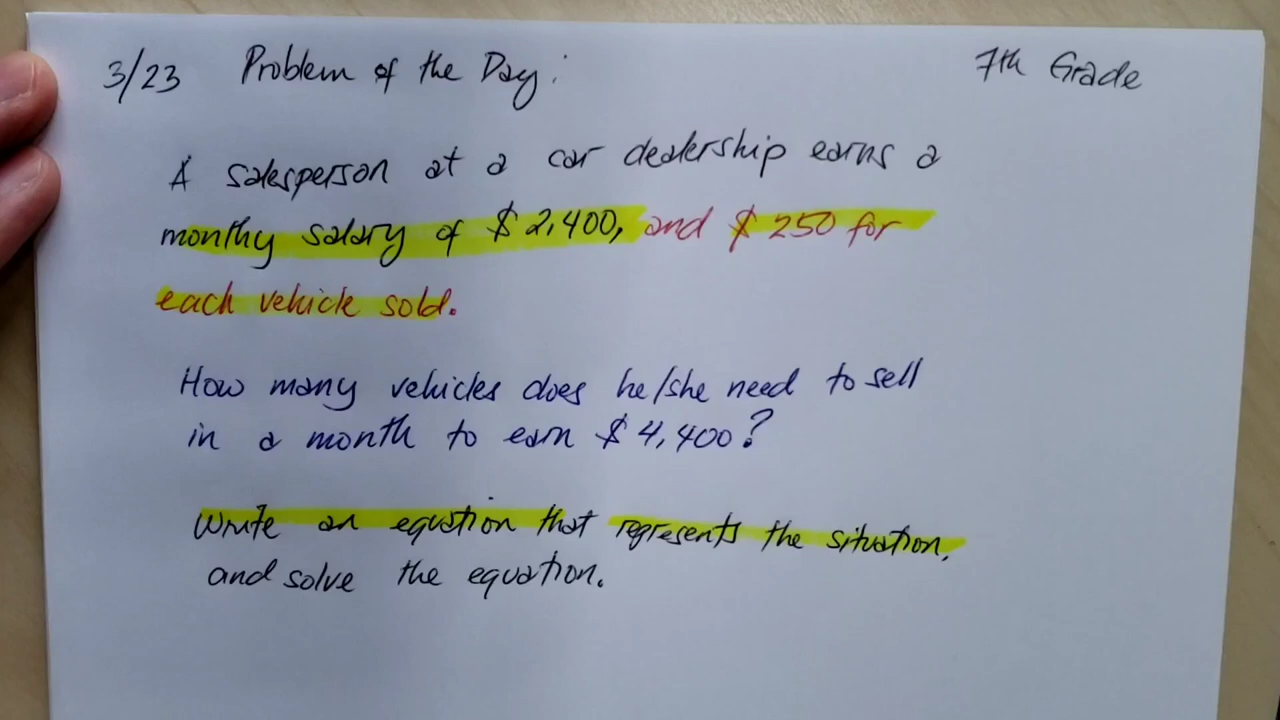 3/23 Problem of the Day: 7th Grade
A salesperson at a car dealership earns a
monthy salary of $2,400, and $250 for
each vehicle sold.
How many vehicles does he/she need to sell
in a month to earn $4,400?
Write an equation that represents the situation,
and solve the equation.